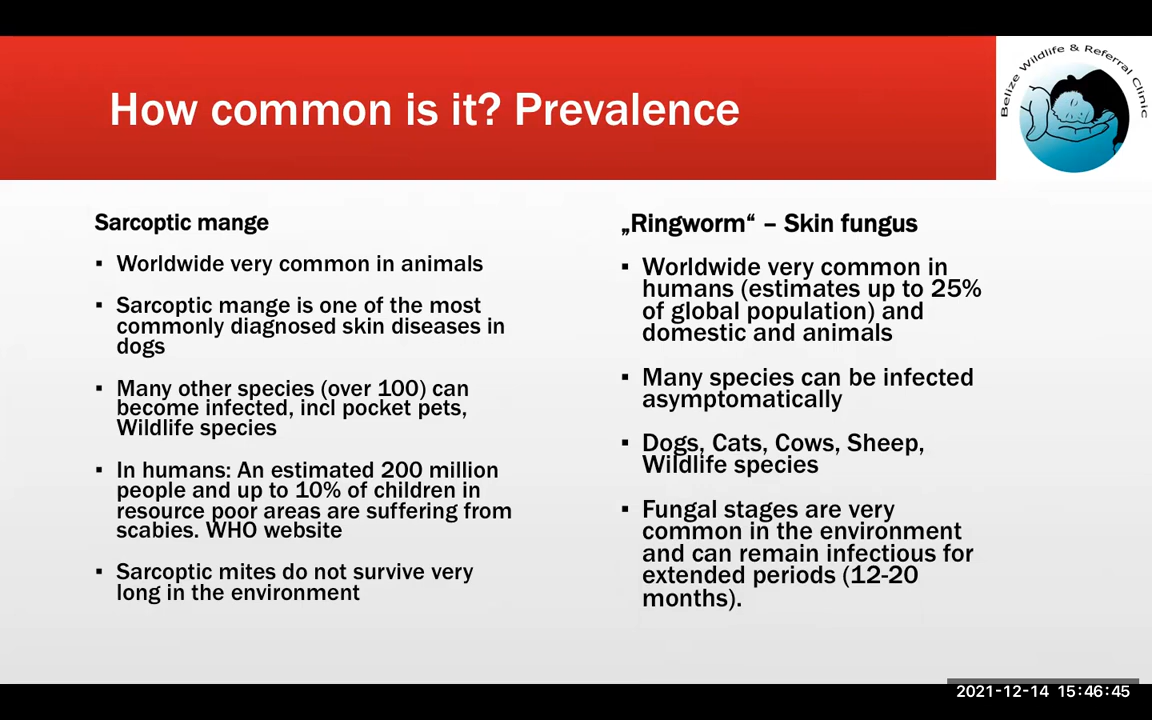 How common is it? Prevalence
Belize Wildlife & Referral Clinic
Sarcoptic mange
▪ Worldwide very common in animals
▪ Sarcoptic mange is one of the most
commonly diagnosed skin diseases in
dogs
▪ Many other species (over 100) can
become infected, incl pocket pets,
Wildlife species
▪ In humans: An estimated 200 million
people and up to 10% of children in
resource poor areas are suffering from
scabies. WHO website
▪ Sarcoptic mites do not survive very
long in the environment
„Ringworm“ – Skin fungus
▪ Worldwide very common in
humans (estimates up to 25%
of global population) and
domestic and animals
▪ Many species can be infected
asymptomatically
▪ Dogs, Cats, Cows, Sheep,
Wildlife species
▪ Fungal stages are very
common in the environment
and can remain infectious for
extended periods (12-20
months).
2021-12-14 15:46:45